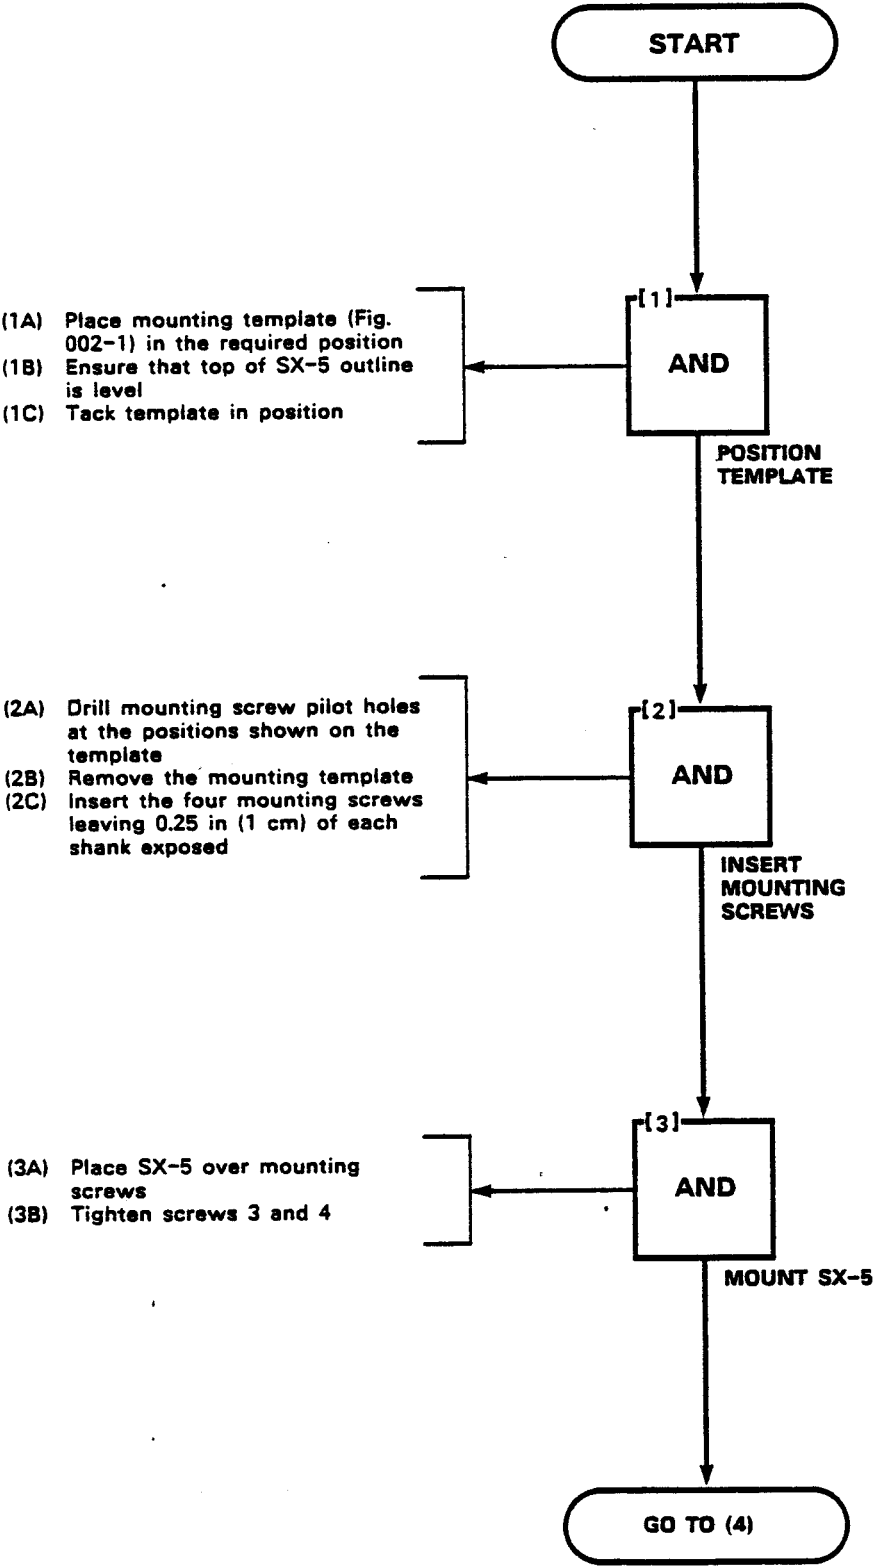 START
[1]
AND
POSITION
TEMPLATE
(1A) Place mounting template (Fig.
002-1) in the required position
(1B) Ensure that top of SX-5 outline
is level
(1C) Tack template in position
[2]
AND
INSERT
MOUNTING
SCREWS
(2A) Drill mounting screw pilot holes
at the positions shown on the
template
(2B) Remove the mounting template
(2C) Insert the four mounting screws
leaving 0.25 in (1 cm) of each
shank exposed
[3]
AND
MOUNT SX-5
(3A) Place SX-5 over mounting
screws
(3B) Tighten screws 3 and 4
GO TO (4)